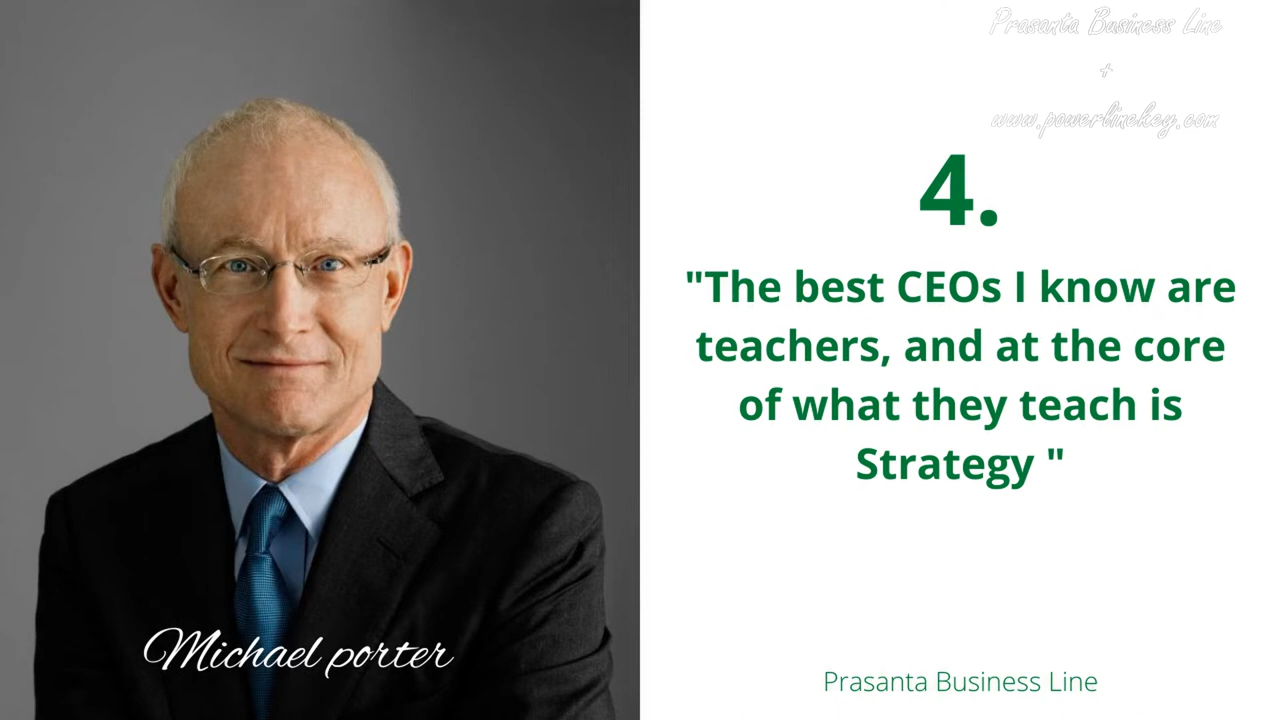 Prasanta Business Line
+
www.powerlinekey.com
4.
"The best CEOs I know are
teachers, and at the core
of what they teach is
Strategy "
Michael porter
Prasanta Business Line